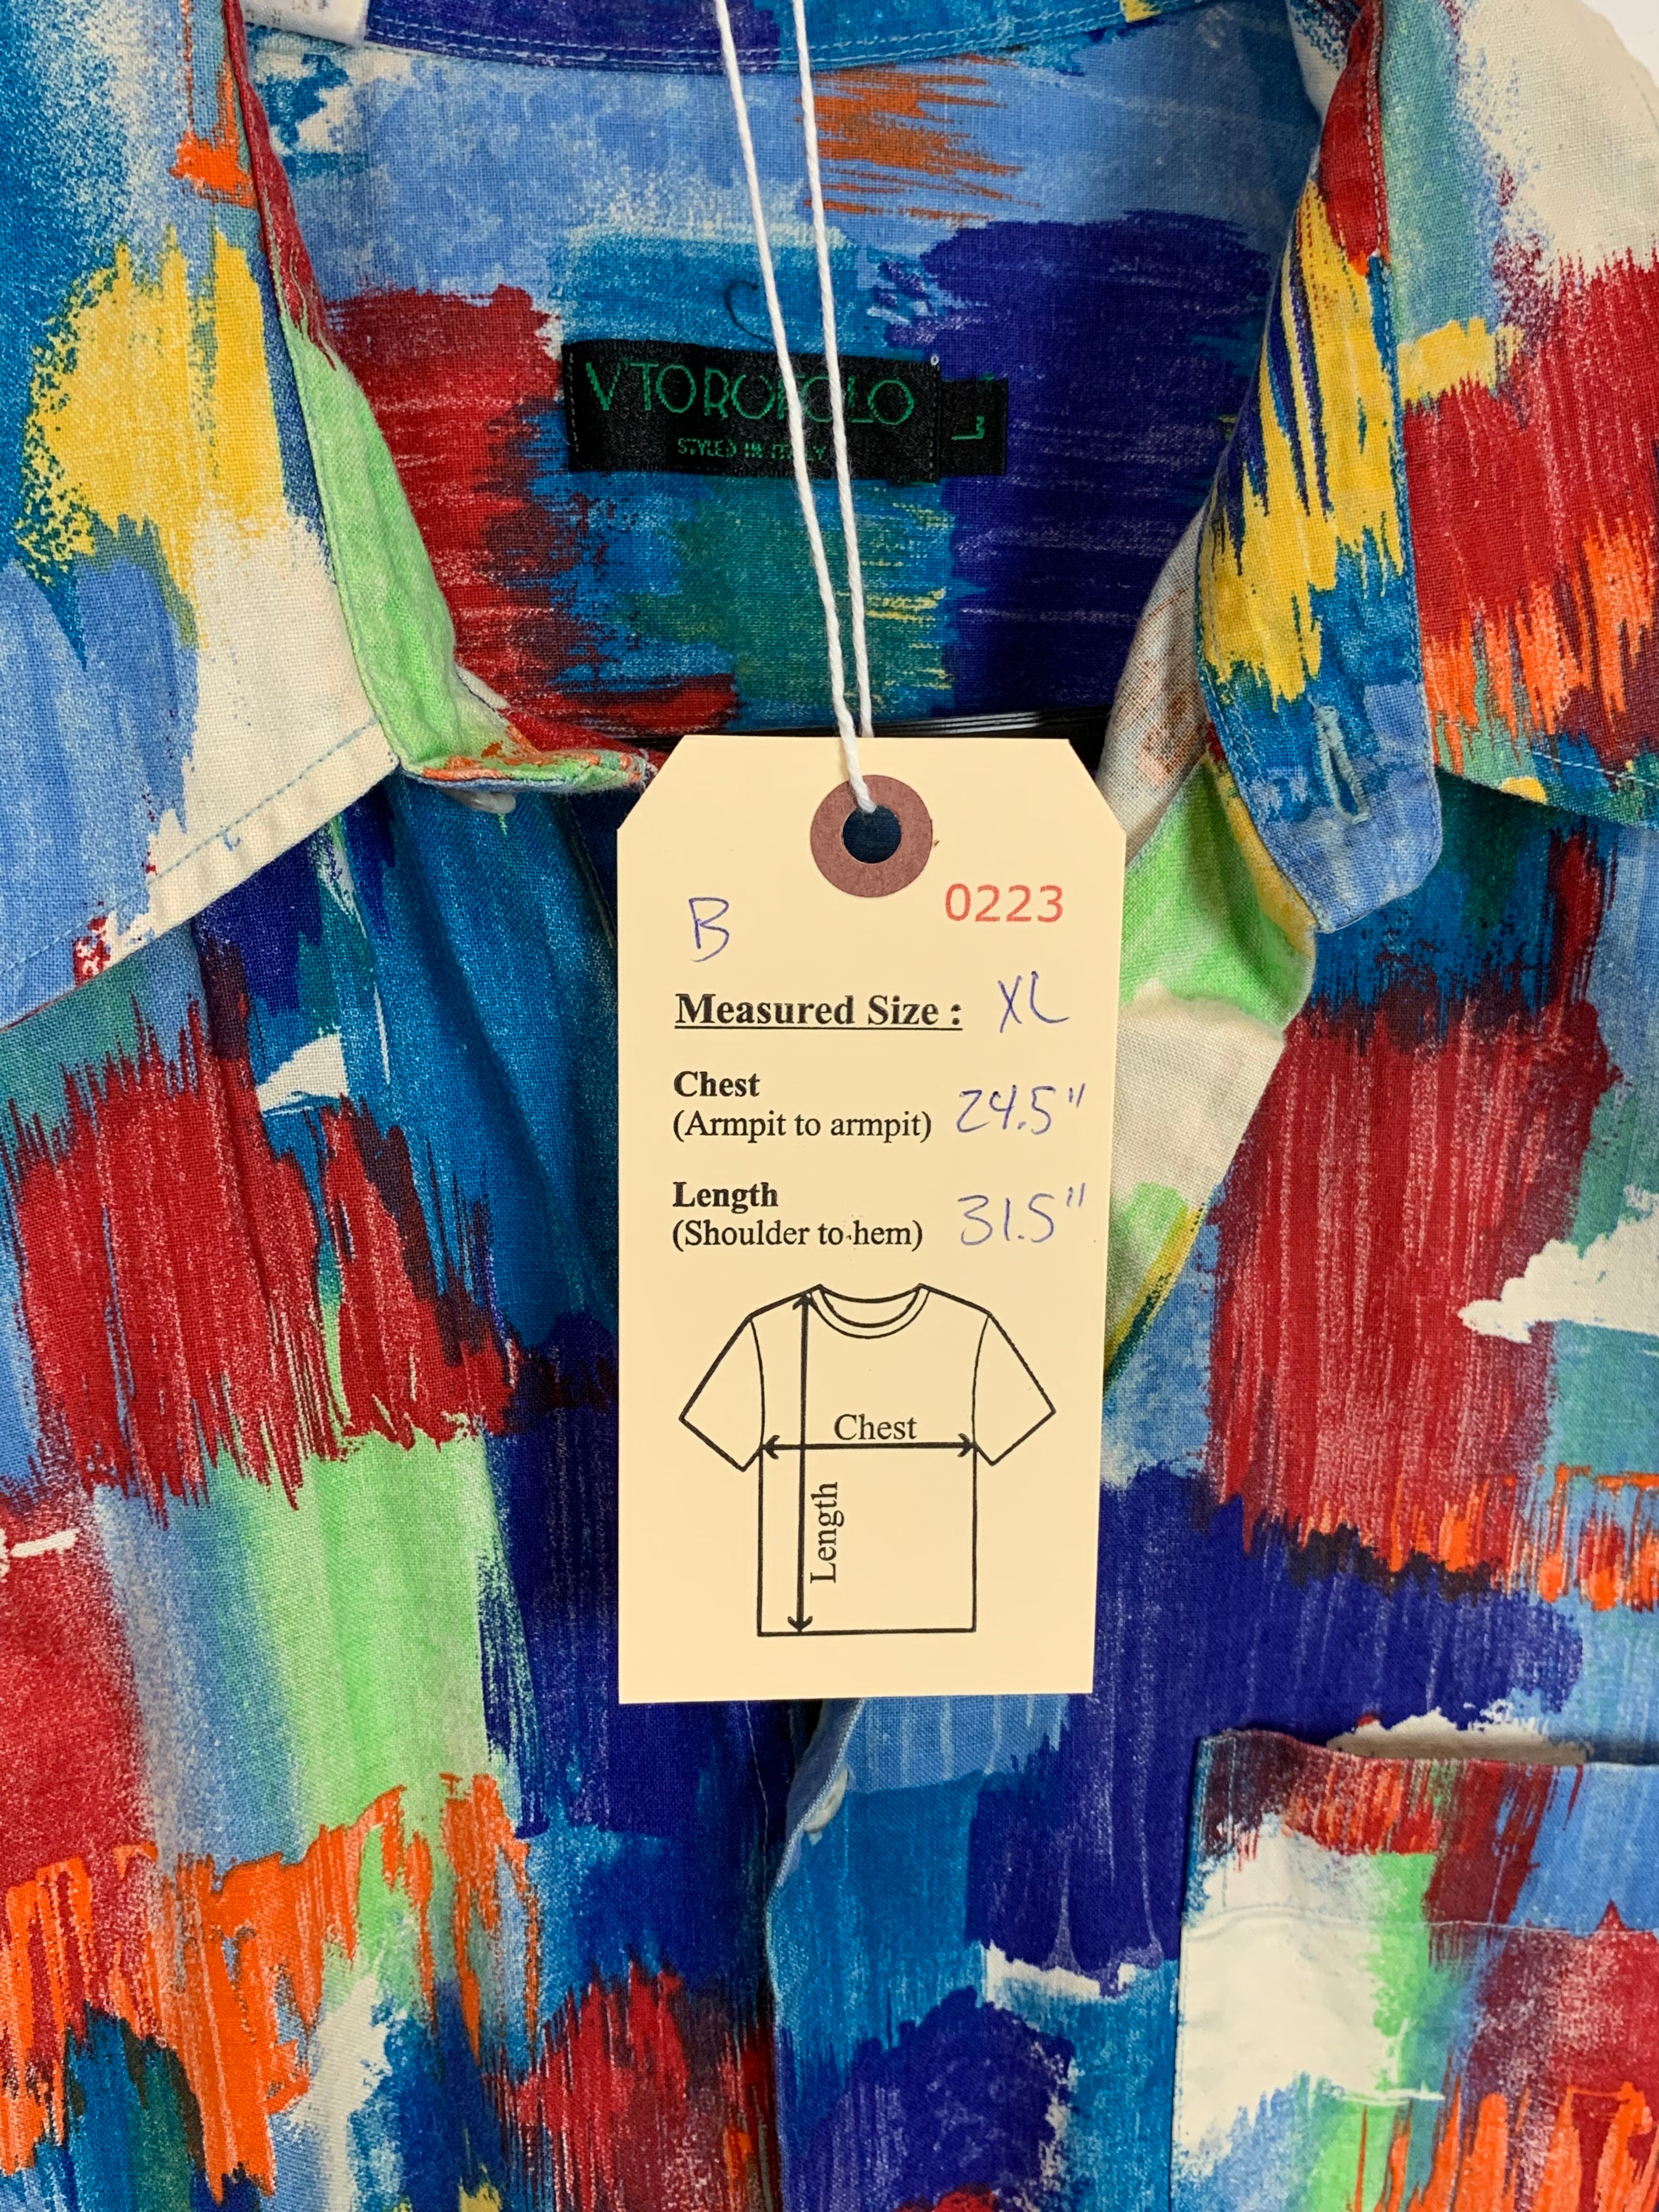 VTOROPOLO
L
STYLED IN ITALY
0223
B
Measured Size : XL
Chest
(Armpit to armpit) 24.5"
Length
(Shoulder to hem) 31.5"
Chest
Length